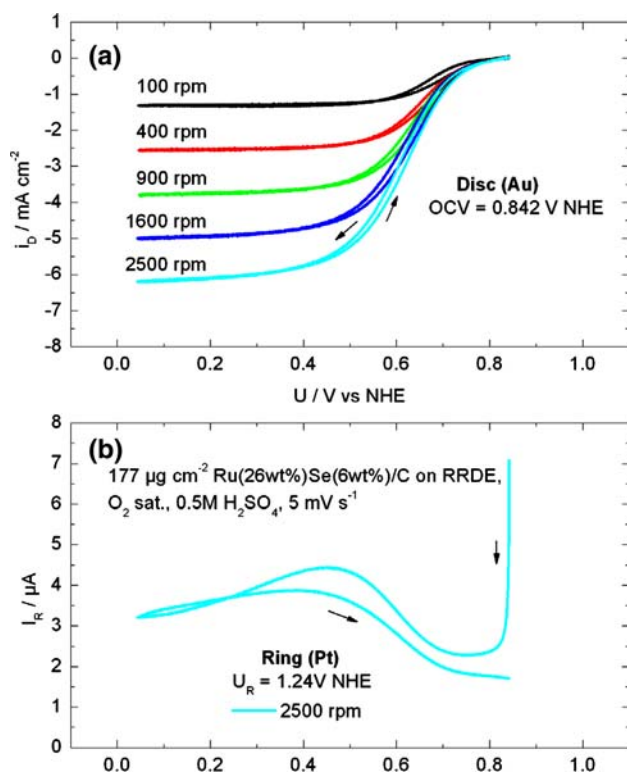 (a)
0
-1
-2
-3
-4
-5
-6
-7
-8
i_D / mA cm⁻²
100 rpm
400 rpm
900 rpm
1600 rpm
2500 rpm
Disc (Au)
OCV = 0.842 V NHE
0.0 0.2 0.4 0.6 0.8 1.0
U / V vs NHE
(b)
8
7
6
5
4
3
2
1
0
I_R / µA
177 µg cm⁻² Ru(26wt%)Se(6wt%)/C on RRDE,
O₂ sat., 0.5M H₂SO₄, 5 mV s⁻¹
Ring (Pt)
U_R = 1.24V NHE
2500 rpm
0.0 0.2 0.4 0.6 0.8 1.0